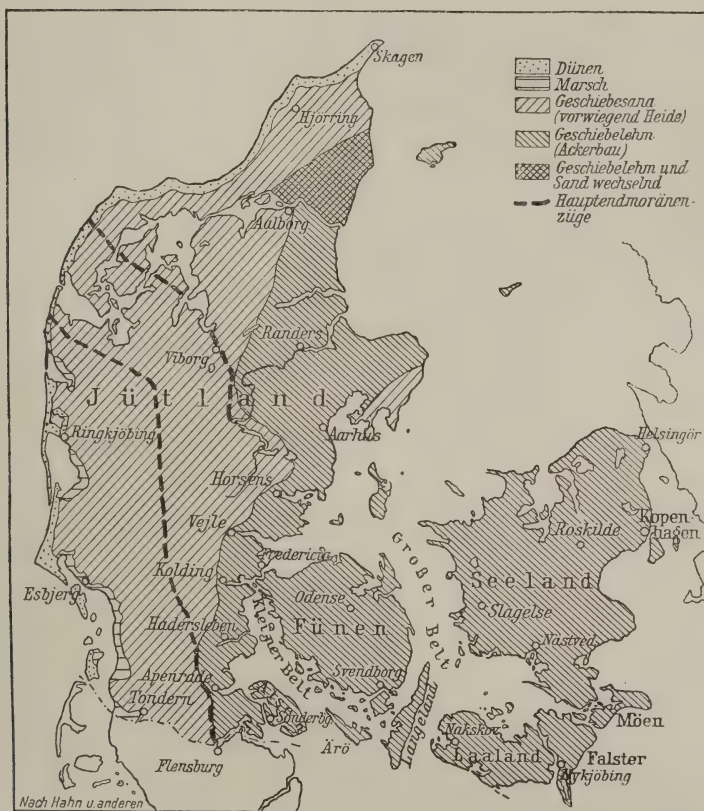 Skagen
Hjörring
Aalborg
Dünen
Marsch
Geschiebesana
(vorwiegend Heide)
Geschiebelehm
(Ackerbau)
Geschiebelehm und
Sand wechselnd
Hauptendmoränen-
züge
Viborg
Randers
Jütland
Ringkjöbing
Aarhus
Horsens
Helsingör
Vejle
Roskilde
Kopen-
hagen
Fredericia
Kolding
Esbjerg
Großer Belt
Seeland
Odense
Slagelse
Hadersleben
Kleiner Belt
Fünen
Nästved
Svendborg
Apenrade
Tondern
Sonderbg.
Langeland
Möen
Ärö
Nakskov
Laaland
Falster
Nykjöbing
Flensburg
Nach Hahn u. anderen